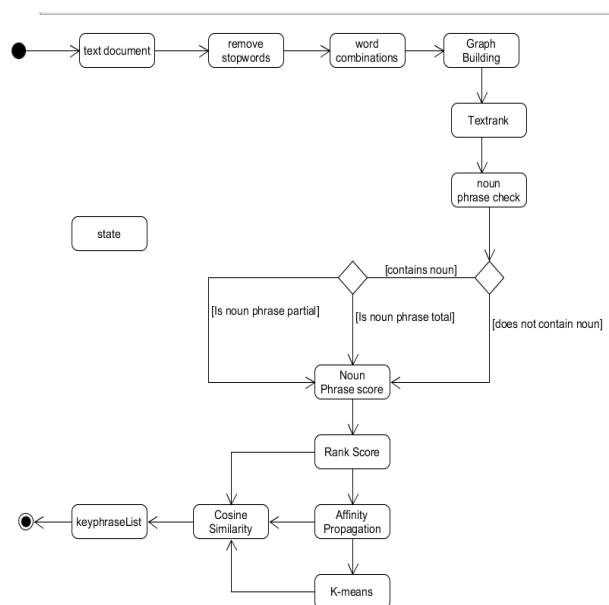 text document
remove
stopwords
word
combinations
Graph
Building
Textrank
noun
phrase check
state
[contains noun]
[Is noun phrase partial]
[Is noun phrase total]
[does not contain noun]
Noun
Phrase score
Rank Score
keyphraseList
Cosine
Similarity
Affinity
Propagation
K-means